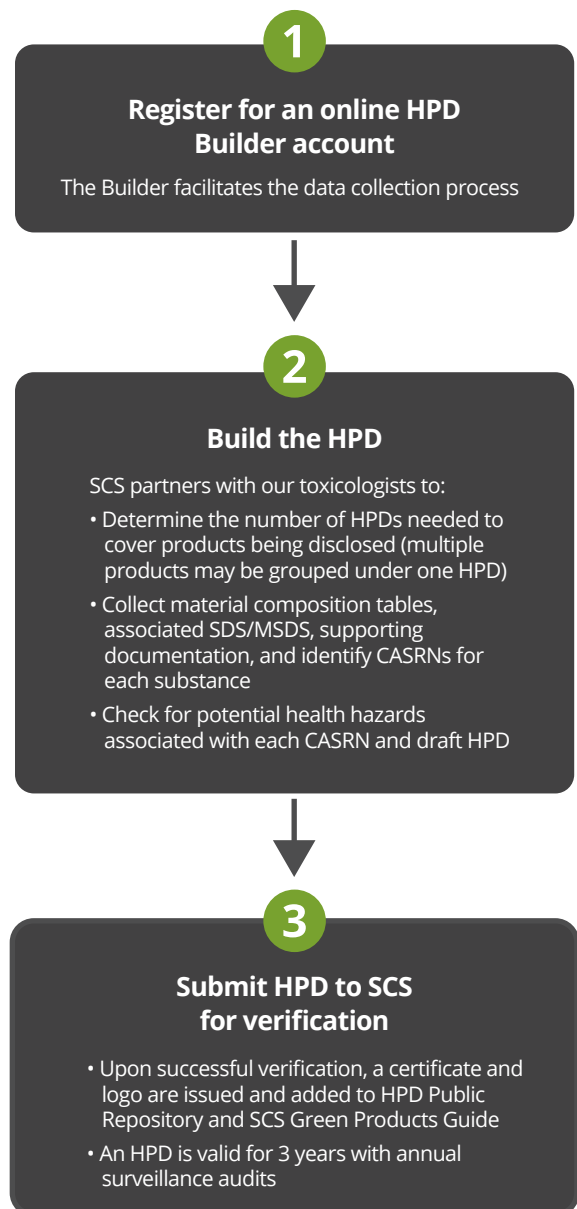 1
Register for an online HPD
Builder account
The Builder facilitates the data collection process
2
Build the HPD
SCS partners with our toxicologists to:
• Determine the number of HPDs needed to
cover products being disclosed (multiple
products may be grouped under one HPD)
• Collect material composition tables,
associated SDS/MSDS, supporting
documentation, and identify CASRNs for
each substance
• Check for potential health hazards
associated with each CASRN and draft HPD
3
Submit HPD to SCS
for verification
• Upon successful verification, a certificate and
logo are issued and added to HPD Public
Repository and SCS Green Products Guide
• An HPD is valid for 3 years with annual
surveillance audits